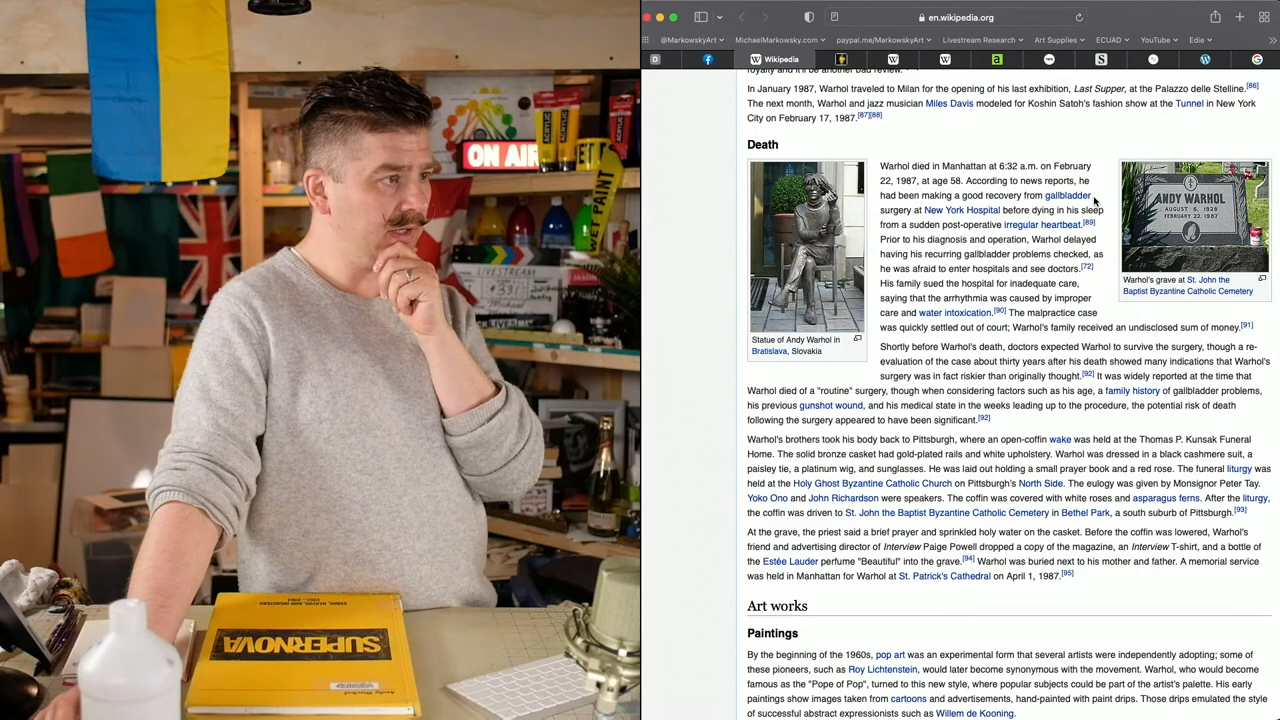 en.wikipedia.org
@MarkowskyArt
MichaelMarkowsky.com
paypal.me/MarkowskyArt
Livestream Research
Art Supplies
ECUAD
YouTube
Edie
Wikipedia
royalty and it'll be another bad review.
In January 1987, Warhol traveled to Milan for the opening of his last exhibition, Last Supper, at the Palazzo delle Stelline.[86]
The next month, Warhol and jazz musician Miles Davis modeled for Koshin Satoh's fashion show at the Tunnel in New York
City on February 17, 1987.[87][88]
Death
Warhol died in Manhattan at 6:32 a.m. on February
22, 1987, at age 58. According to news reports, he
had been making a good recovery from gallbladder
surgery at New York Hospital before dying in his sleep
from a sudden post-operative irregular heartbeat.[89]
Prior to his diagnosis and operation, Warhol delayed
having his recurring gallbladder problems checked, as
he was afraid to enter hospitals and see doctors.[72]
His family sued the hospital for inadequate care,
saying that the arrhythmia was caused by improper
care and water intoxication.[90] The malpractice case
was quickly settled out of court; Warhol's family received an undisclosed sum of money.[91]
Statue of Andy Warhol in
Bratislava, Slovakia
ANDY WARHOL
AUGUST 6, 1928
FEBRUARY 22, 1987
Warhol's grave at St. John the
Baptist Byzantine Catholic Cemetery
Shortly before Warhol's death, doctors expected Warhol to survive the surgery, though a re-
evaluation of the case about thirty years after his death showed many indications that Warhol's
surgery was in fact riskier than originally thought.[92] It was widely reported at the time that
Warhol died of a "routine" surgery, though when considering factors such as his age, a family history of gallbladder problems,
his previous gunshot wound, and his medical state in the weeks leading up to the procedure, the potential risk of death
following the surgery appeared to have been significant.[92]
Warhol's brothers took his body back to Pittsburgh, where an open-coffin wake was held at the Thomas P. Kunsak Funeral
Home. The solid bronze casket had gold-plated rails and white upholstery. Warhol was dressed in a black cashmere suit, a
paisley tie, a platinum wig, and sunglasses. He was laid out holding a small prayer book and a red rose. The funeral liturgy was
held at the Holy Ghost Byzantine Catholic Church on Pittsburgh's North Side. The eulogy was given by Monsignor Peter Tay.
Yoko Ono and John Richardson were speakers. The coffin was covered with white roses and asparagus ferns. After the liturgy,
the coffin was driven to St. John the Baptist Byzantine Catholic Cemetery in Bethel Park, a south suburb of Pittsburgh.[93]
At the grave, the priest said a brief prayer and sprinkled holy water on the casket. Before the coffin was lowered, Warhol's
friend and advertising director of Interview Paige Powell dropped a copy of the magazine, an Interview T-shirt, and a bottle of
the Estée Lauder perfume "Beautiful" into the grave.[94] Warhol was buried next to his mother and father. A memorial service
was held in Manhattan for Warhol at St. Patrick's Cathedral on April 1, 1987.[95]
Art works
Paintings
By the beginning of the 1960s, pop art was an experimental form that several artists were independently adopting; some of
these pioneers, such as Roy Lichtenstein, would later become synonymous with the movement. Warhol, who would become
famous as the "Pope of Pop", turned to this new style, where popular subjects could be part of the artist's palette. His early
paintings show images taken from cartoons and advertisements, hand-painted with paint drips. Those drips emulated the style
of successful abstract expressionists such as Willem de Kooning.
ON AIR
WET PAINT
LIVESTREAM
SUPERNOVA